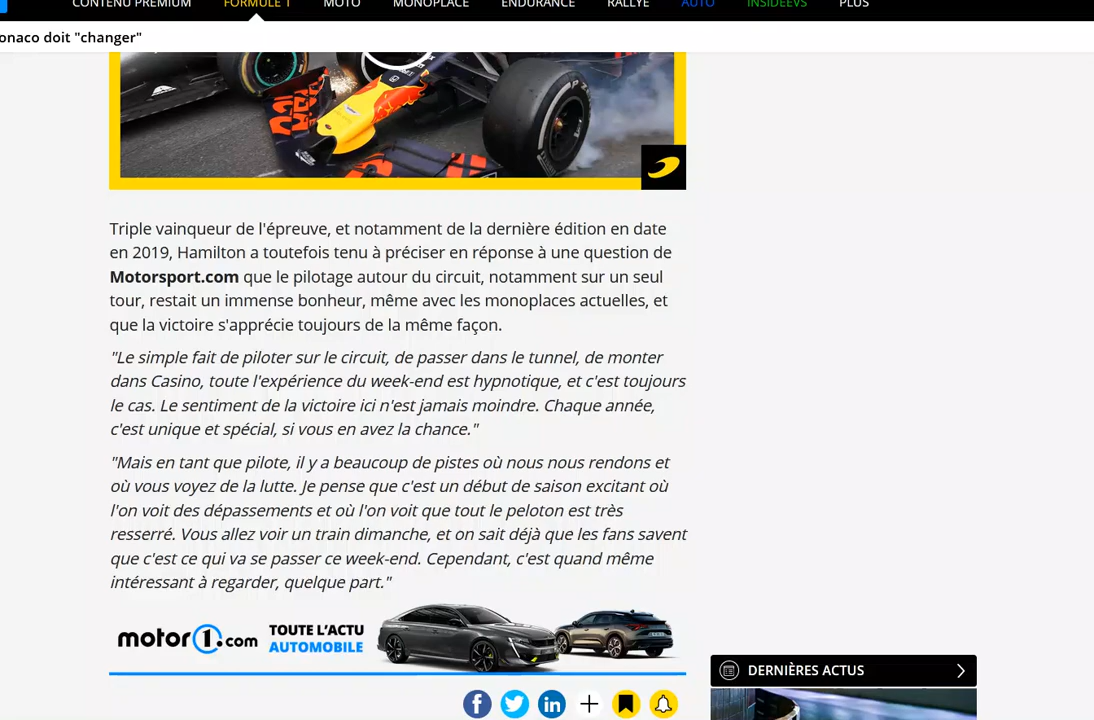 CONTENU PREMIUM FORMULE 1 MOTO MONOPLACE ENDURANCE RALLYE AUTO INSIDEEVS PLUS
onaco doit "changer"
Triple vainqueur de l'épreuve, et notamment de la dernière édition en date
en 2019, Hamilton a toutefois tenu à préciser en réponse à une question de
Motorsport.com que le pilotage autour du circuit, notamment sur un seul
tour, restait un immense bonheur, même avec les monoplaces actuelles, et
que la victoire s'apprécie toujours de la même façon.
"Le simple fait de piloter sur le circuit, de passer dans le tunnel, de monter
dans Casino, toute l'expérience du week-end est hypnotique, et c'est toujours
le cas. Le sentiment de la victoire ici n'est jamais moindre. Chaque année,
c'est unique et spécial, si vous en avez la chance."
"Mais en tant que pilote, il y a beaucoup de pistes où nous nous rendons et
où vous voyez de la lutte. Je pense que c'est un début de saison excitant où
l'on voit des dépassements et où l'on voit que tout le peloton est très
resserré. Vous allez voir un train dimanche, et on sait déjà que les fans savent
que c'est ce qui va se passer ce week-end. Cependant, c'est quand même
intéressant à regarder, quelque part."
motor1.com TOUTE L'ACTU
AUTOMOBILE
DERNIÈRES ACTUS